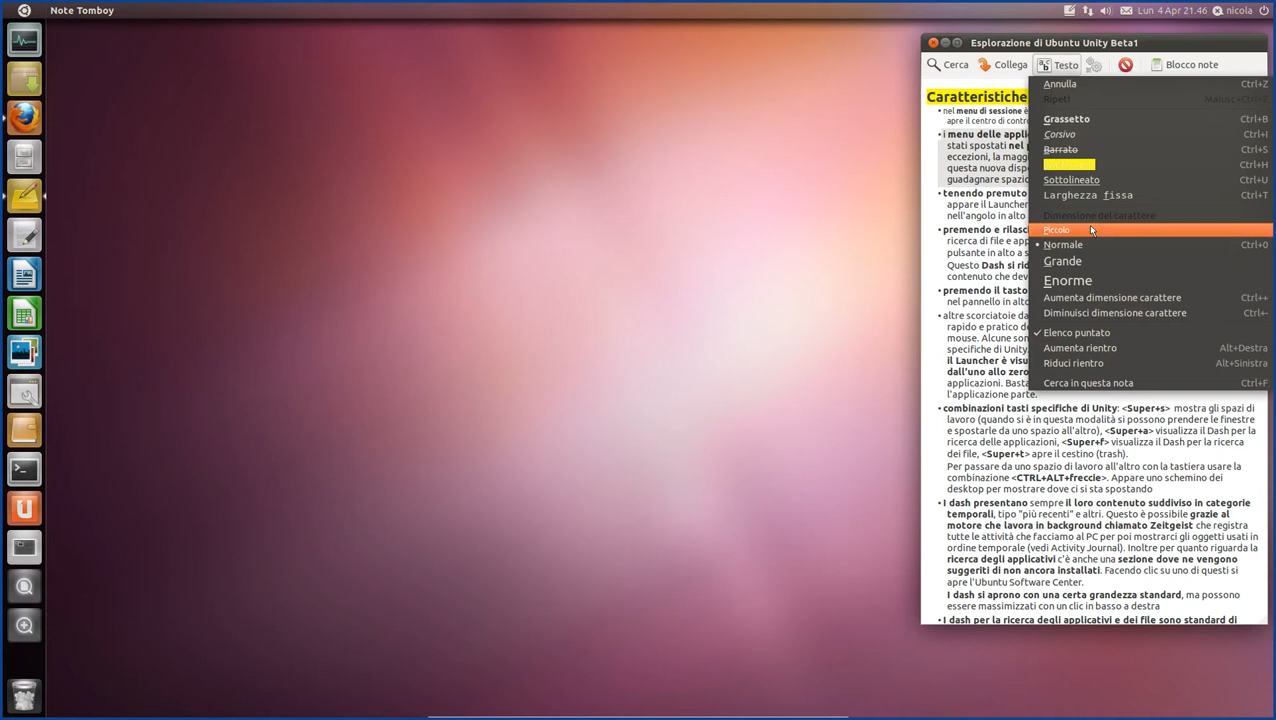 Note Tomboy
Lun 4 Apr 21.46
nicola
Esplorazione di Ubuntu Unity Beta1
Cerca
Collega
Testo
Blocco note
Caratteristiche
nel menu di sessione è
apre il centro di contro
i menu delle applic
stati spostati nel p
eccezioni, la maggi
questa nuova dispo
guadagnare spazio
tenendo premuto
appare il Launcher
nell'angolo in alto
premendo e rilasc
ricerca di file e app
pulsante in alto a s
Questo Dash si rid
contenuto che dev
premendo il tasto
nel pannello in alto
altre scorciatoie da
rapido e pratico de
mouse. Alcune son
specifiche di Unity.
il Launcher è visu
dall'uno allo zero
applicazioni. Basta
l'applicazione parte.
Annulla Ctrl+Z
Ripeti Maiusc+Ctrl+Z
Grassetto Ctrl+B
Corsivo Ctrl+I
Barrato Ctrl+S
Ctrl+H
Sottolineato Ctrl+U
Larghezza fissa Ctrl+T
Dimensione del carattere
Piccolo
Normale Ctrl+0
Grande
Enorme
Aumenta dimensione carattere Ctrl++
Diminuisci dimensione carattere Ctrl+-
Elenco puntato
Aumenta rientro Alt+Destra
Riduci rientro Alt+Sinistra
Cerca in questa nota Ctrl+F
combinazioni tasti specifiche di Unity: <Super+s> mostra gli spazi di
lavoro (quando si è in questa modalità si possono prendere le finestre
e spostarle da uno spazio all'altro), <Super+a> visualizza il Dash per la
ricerca delle applicazioni, <Super+f> visualizza il Dash per la ricerca
dei file, <Super+t> apre il cestino (trash).
Per passare da uno spazio di lavoro all'altro con la tastiera usare la
combinazione <CTRL+ALT+freccie>. Appare uno schemino dei
desktop per mostrare dove ci si sta spostando
I dash presentano sempre il loro contenuto suddiviso in categorie
temporali, tipo "più recenti" e altri. Questo è possibile grazie al
motore che lavora in background chiamato Zeitgeist che registra
tutte le attività che facciamo al PC per poi mostrarci gli oggetti usati in
ordine temporale (vedi Activity Journal). Inoltre per quanto riguarda la
ricerca degli applicativi c'è anche una sezione dove ne vengono
suggeriti di non ancora installati. Facendo clic su uno di questi si
apre l'Ubuntu Software Center.
I dash si aprono con una certa grandezza standard, ma possono
essere massimizzati con un clic in basso a destra
I dash per la ricerca degli applicativi e dei file sono standard di